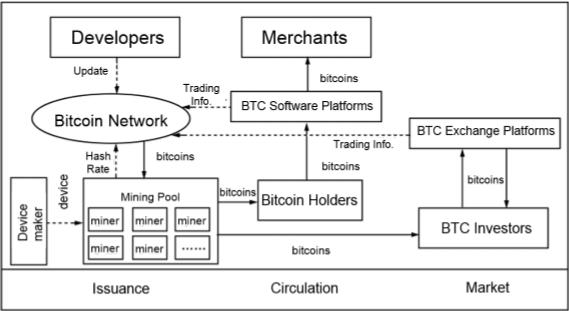 Developers
Merchants
Update
bitcoins
Trading
Info.
BTC Software Platforms
Bitcoin Network
BTC Exchange Platforms
Trading Info.
Hash
Rate
bitcoins
bitcoins
device
Device
maker
Mining Pool
miner
miner
miner
miner
miner
......
bitcoins
Bitcoin Holders
bitcoins
BTC Investors
bitcoins
Issuance
Circulation
Market